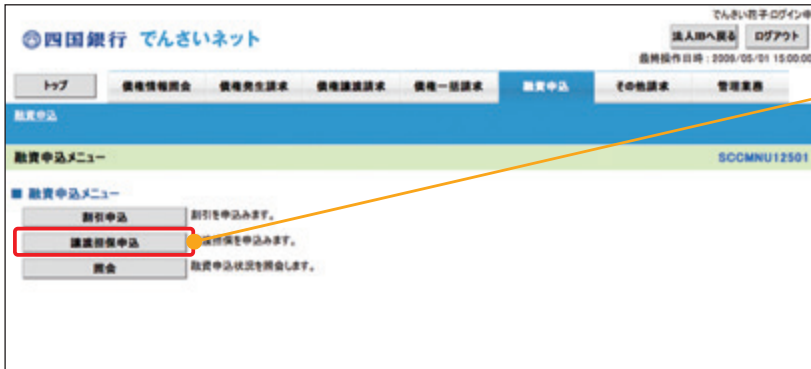 でんさい花子 ログイン中
四国銀行 でんさいネット
法人IBへ戻る ログアウト
最終操作日時：2009/05/01 15:00:00
トップ 債権情報照会 債権発生請求 債権譲渡請求 債権一括請求 融資申込 その他請求 管理業務
融資申込
融資申込メニュー SCCMNU12501
■ 融資申込メニュー
割引申込 割引を申込みます。
譲渡担保申込 渡担保を申込みます。
照会 融資申込状況を照会します。